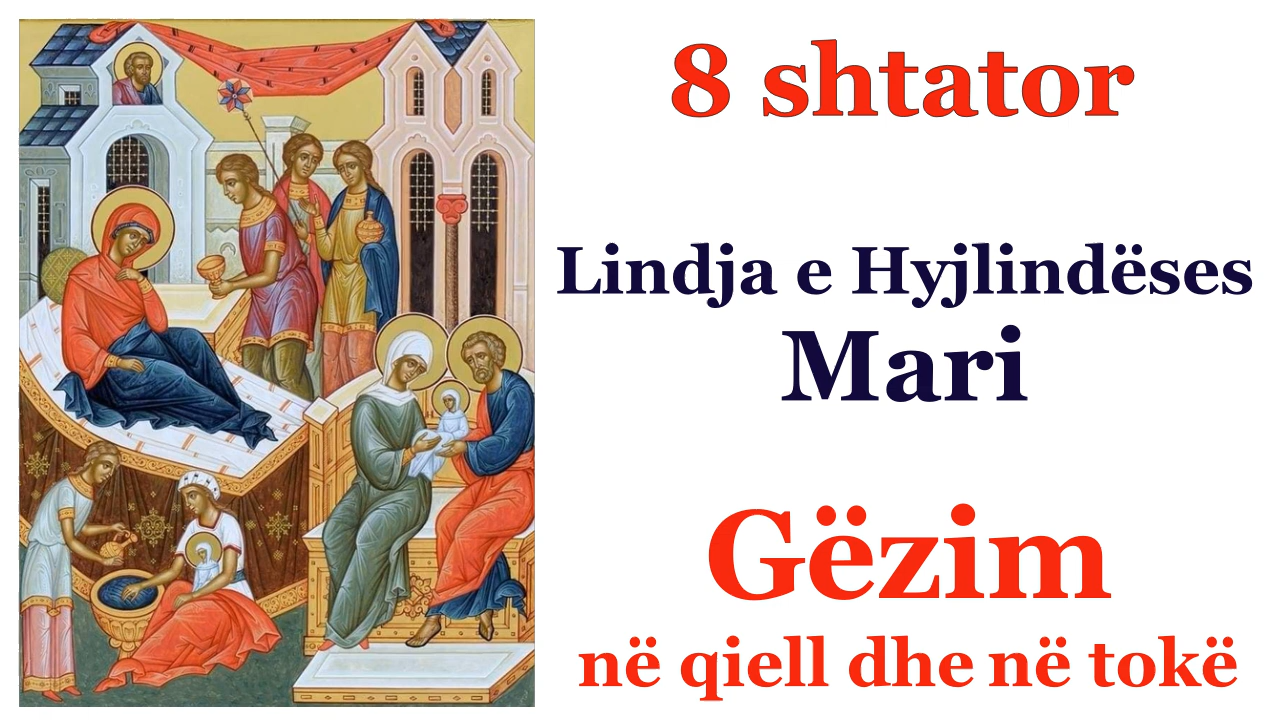 8 shtator
Lindja e Hyjlindëses
Mari
Gëzim
në qiell dhe në tokë